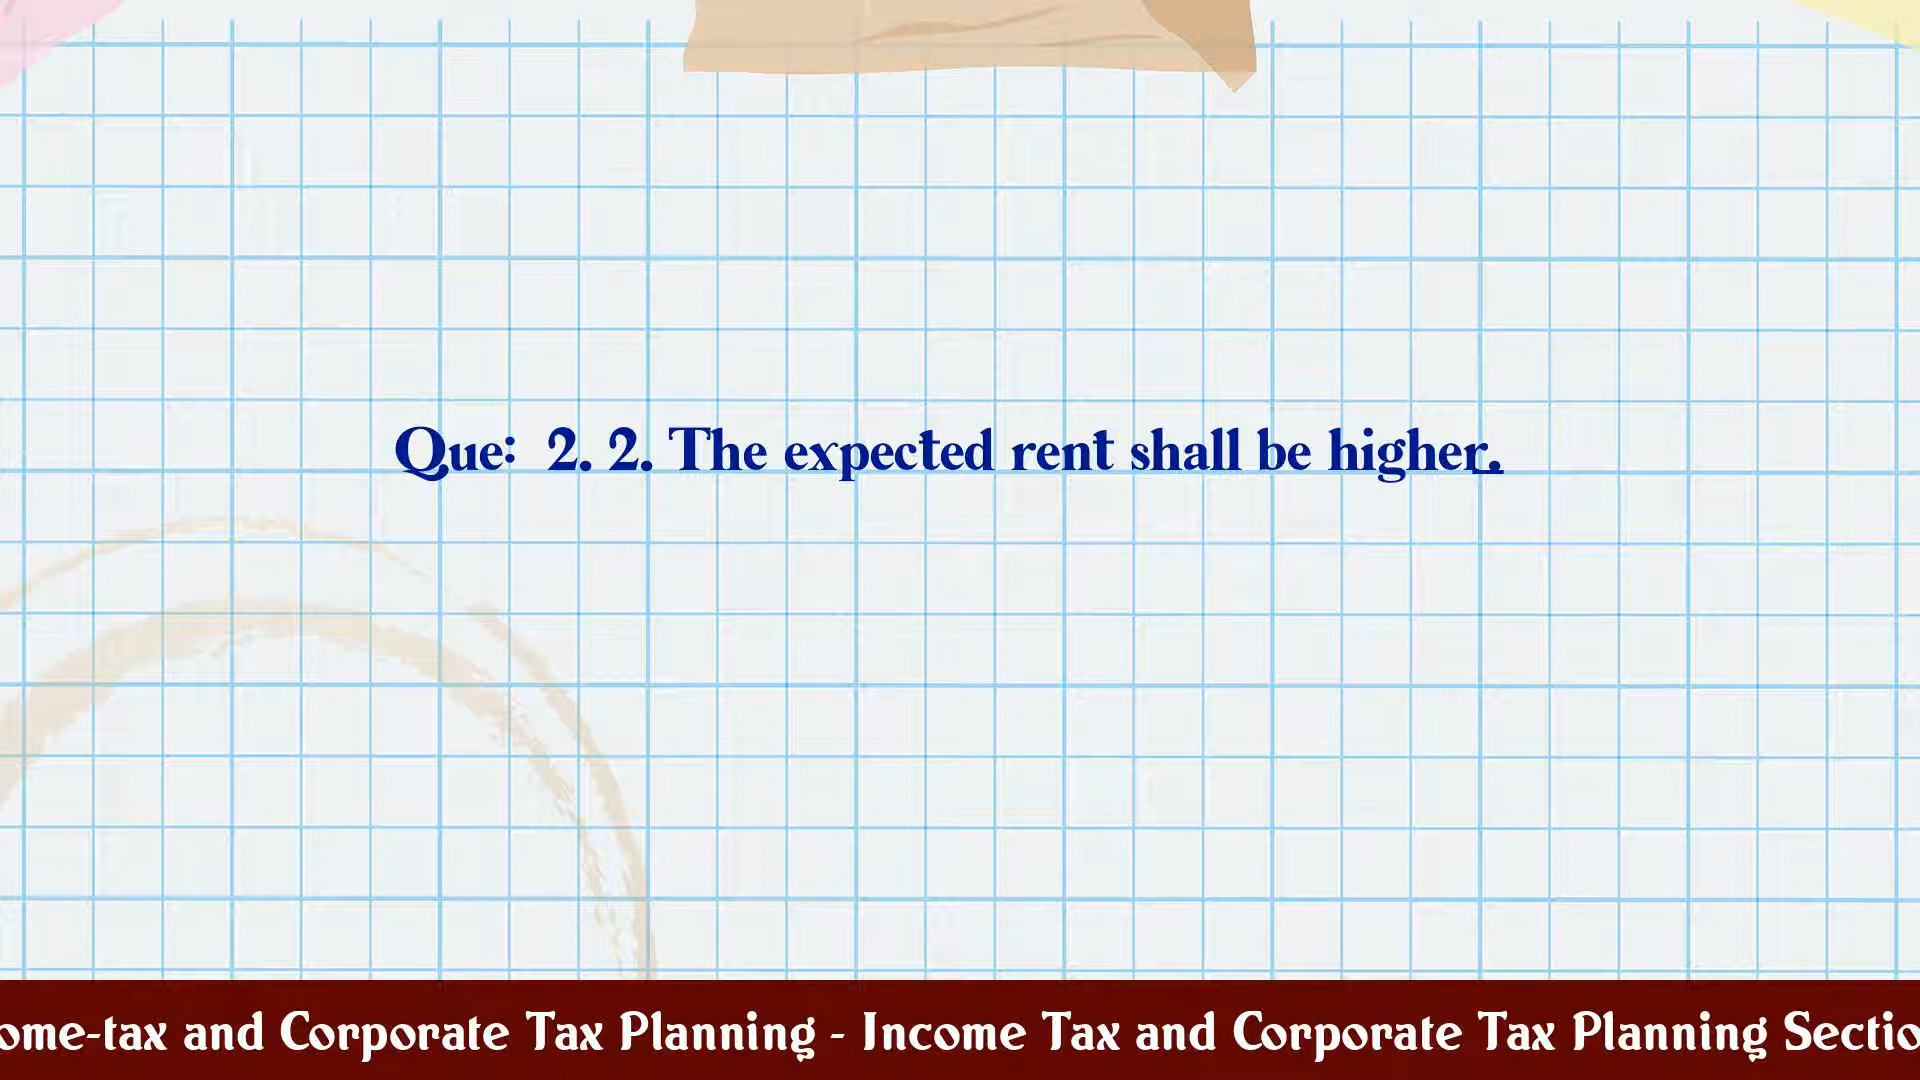 Que: 2. 2. The expected rent shall be higher.
ome-tax and Corporate Tax Planning - Income Tax and Corporate Tax Planning Sectio